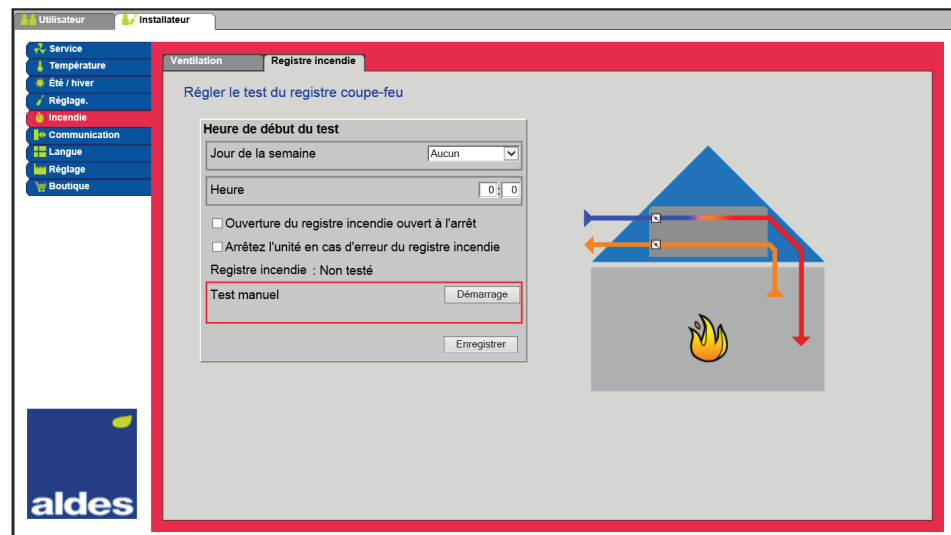 Utilisateur
Installateur
Service
Température
Été / hiver
Réglage.
Incendie
Communication
Langue
Réglage
Boutique
Ventilation
Registre incendie
Régler le test du registre coupe-feu
Heure de début du test
Jour de la semaine Aucun
Heure 0 : 0
Ouverture du registre incendie ouvert à l'arrêt
Arrêtez l'unité en cas d'erreur du registre incendie
Registre incendie : Non testé
Test manuel Démarrage
Enregistrer
aldes